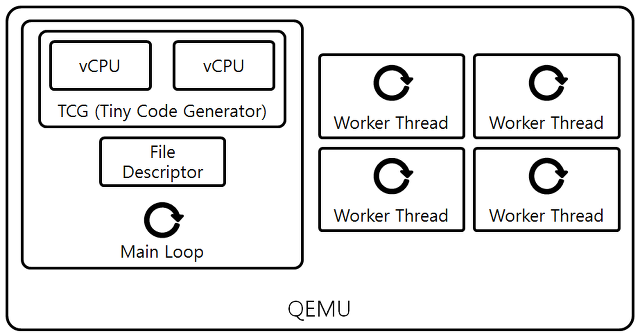 vCPU
vCPU
TCG (Tiny Code Generator)
File
Descriptor
Main Loop
Worker Thread
Worker Thread
Worker Thread
Worker Thread
QEMU